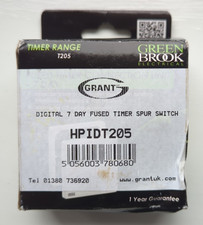 TIMER RANGE
T205
GREEN
BROOK
ELECTRICAL
GRANT
DIGITAL 7 DAY FUSED TIMER SPUR SWITCH
HPIDT205
5 056003 780680
Tel 01380 736920
www.grantuk.com
1 Year Guarantee